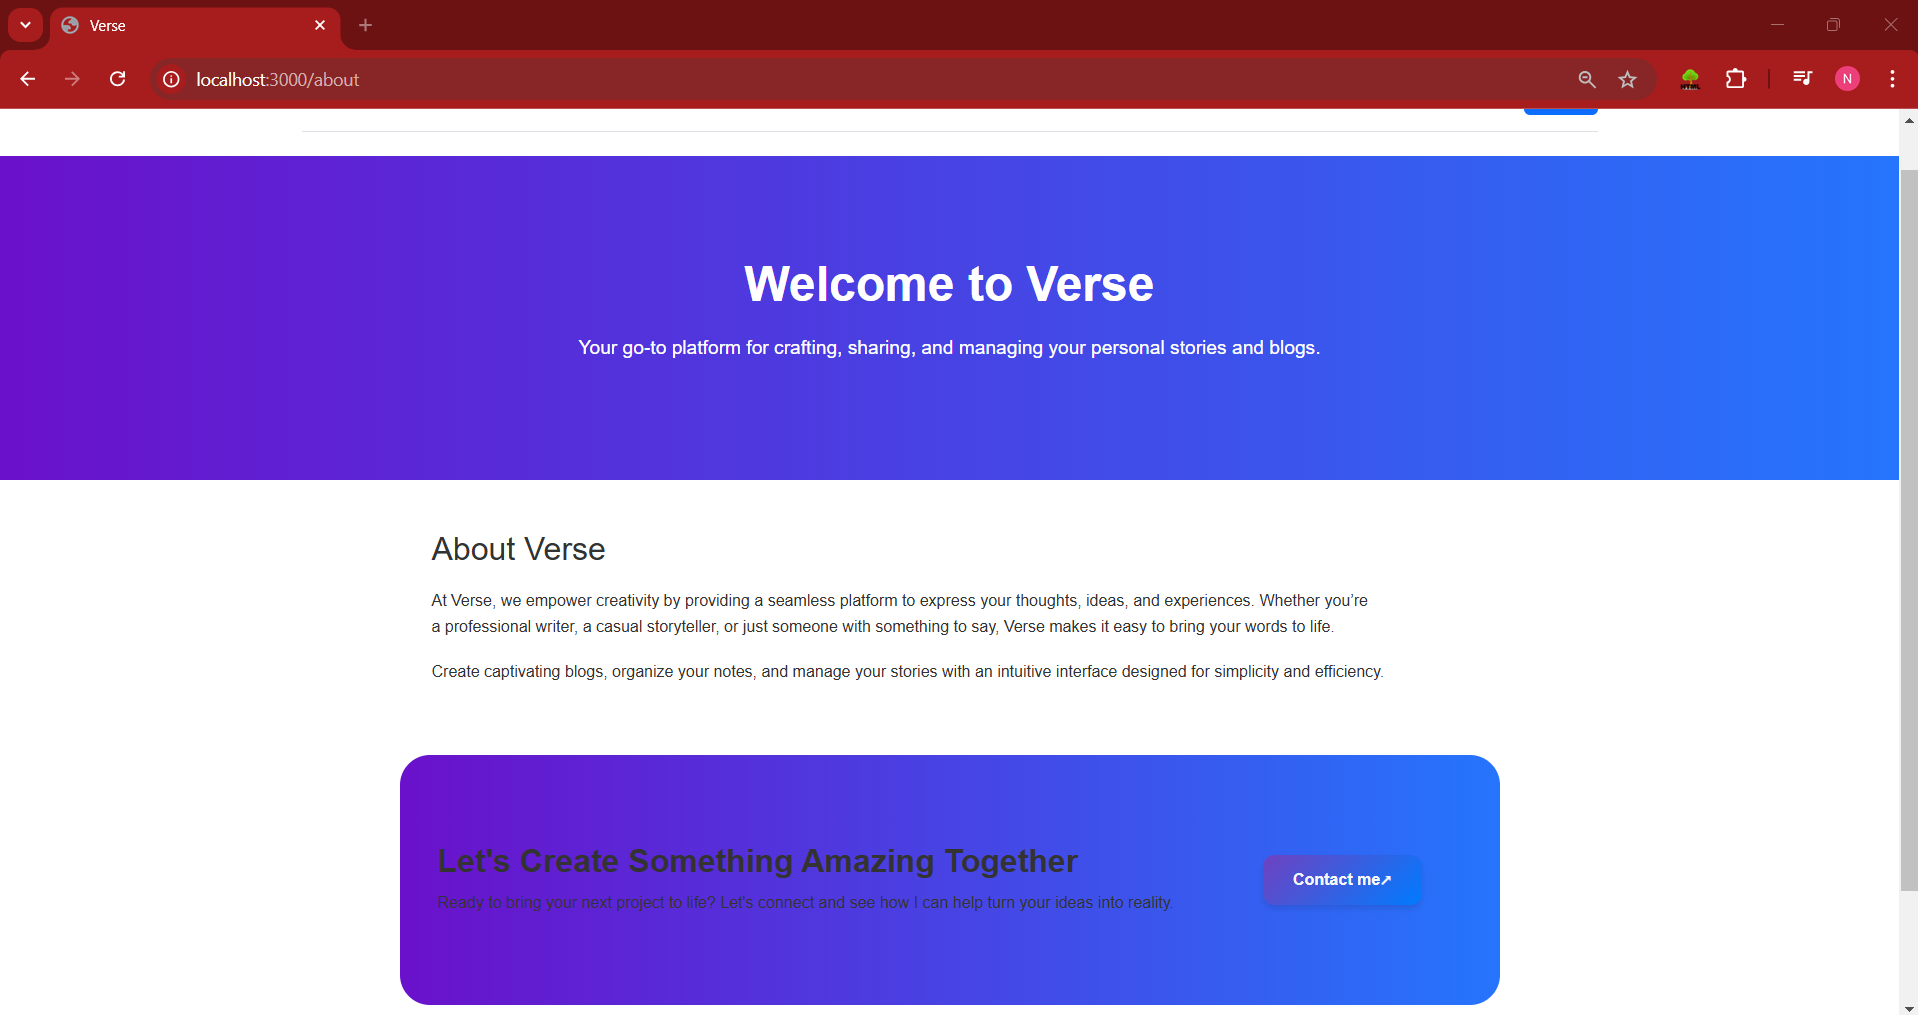 Verse
localhost:3000/about
N
Welcome to Verse
Your go-to platform for crafting, sharing, and managing your personal stories and blogs.
About Verse
At Verse, we empower creativity by providing a seamless platform to express your thoughts, ideas, and experiences. Whether you’re
a professional writer, a casual storyteller, or just someone with something to say, Verse makes it easy to bring your words to life.
Create captivating blogs, organize your notes, and manage your stories with an intuitive interface designed for simplicity and efficiency.
Let's Create Something Amazing Together
Ready to bring your next project to life? Let's connect and see how I can help turn your ideas into reality.
Contact me↗